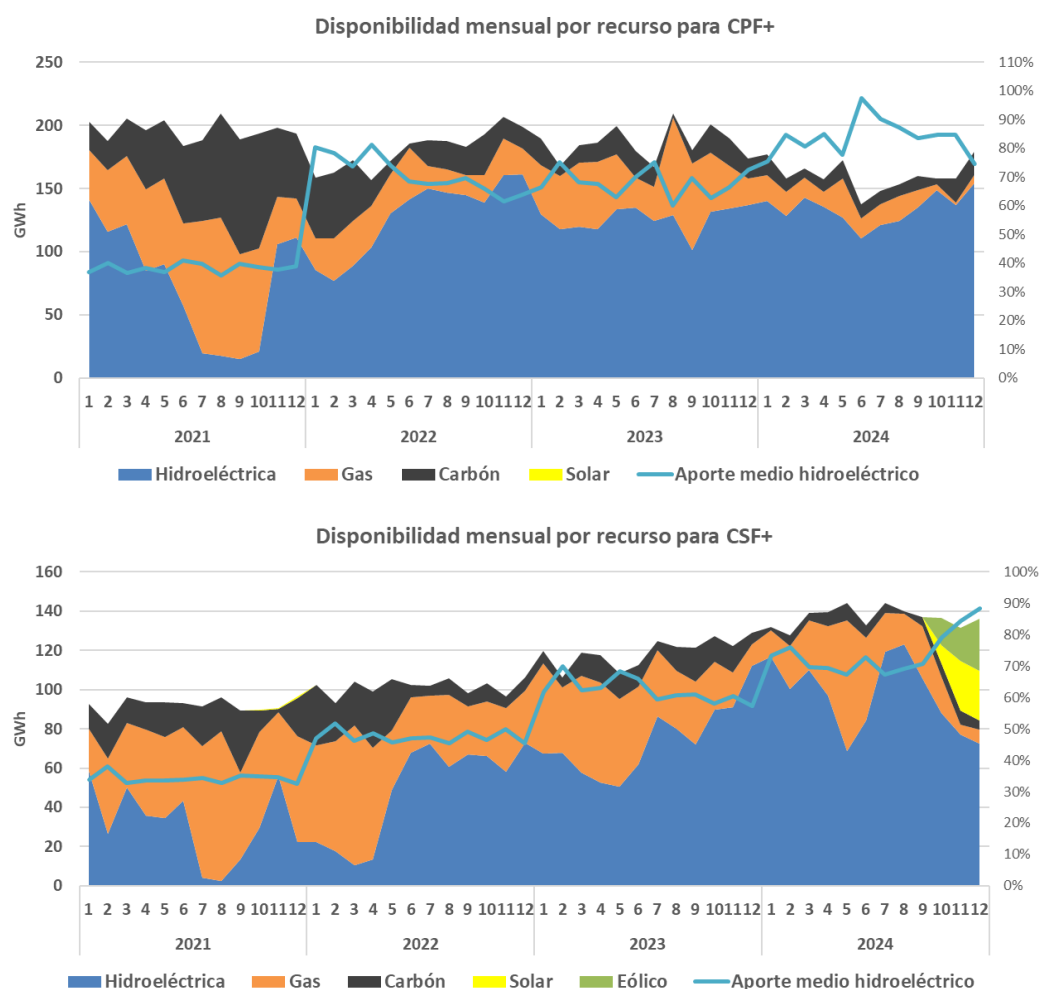 Disponibilidad mensual por recurso para CPF+
250 110%
100%
200 90%
80%
150 70%
60%
GWh
100 50%
40%
30%
50 20%
10%
0 0%
1 2 3 4 5 6 7 8 9 10 11 12 1 2 3 4 5 6 7 8 9 10 11 12 1 2 3 4 5 6 7 8 9 10 11 12 1 2 3 4 5 6 7 8 9 10 11 12
2021 2022 2023 2024
Hidroeléctrica Gas Carbón Solar Aporte medio hidroeléctrico
Disponibilidad mensual por recurso para CSF+
160 100%
140 90%
120 80%
70%
100 60%
GWh
80 50%
60 40%
40 30%
20%
20 10%
0 0%
1 2 3 4 5 6 7 8 9 10 11 12 1 2 3 4 5 6 7 8 9 10 11 12 1 2 3 4 5 6 7 8 9 10 11 12 1 2 3 4 5 6 7 8 9 10 11 12
2021 2022 2023 2024
Hidroeléctrica Gas Carbón Solar Eólico Aporte medio hidroeléctrico